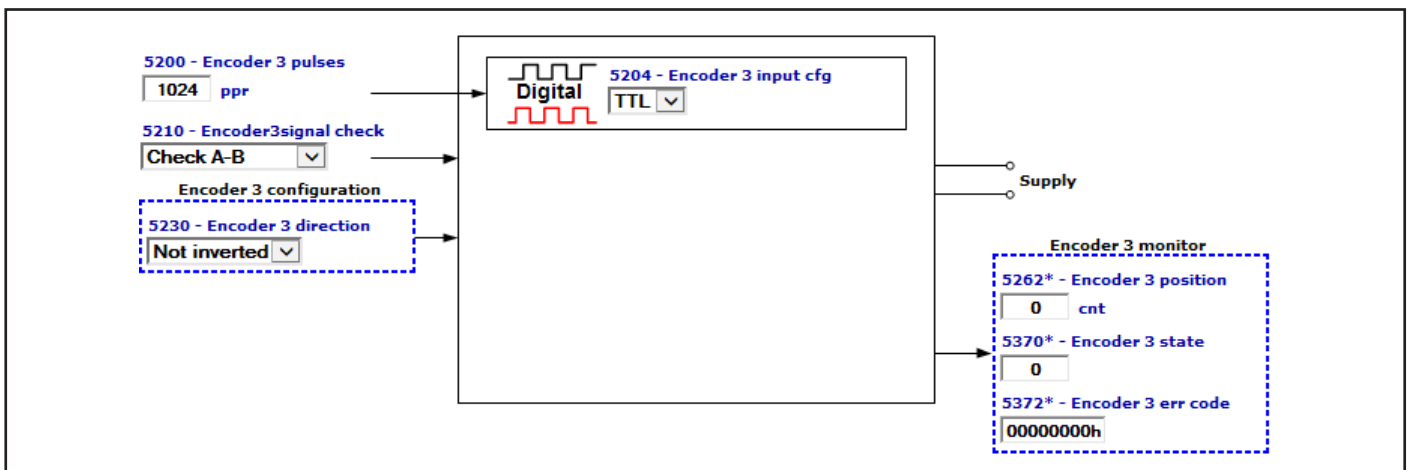 5200 - Encoder 3 pulses
1024 ppr
5210 - Encoder3signal check
Check A-B
Encoder 3 configuration
5230 - Encoder 3 direction
Not inverted
Digital
5204 - Encoder 3 input cfg
TTL
Supply
Encoder 3 monitor
5262* - Encoder 3 position
0 cnt
5370* - Encoder 3 state
0
5372* - Encoder 3 err code
00000000h